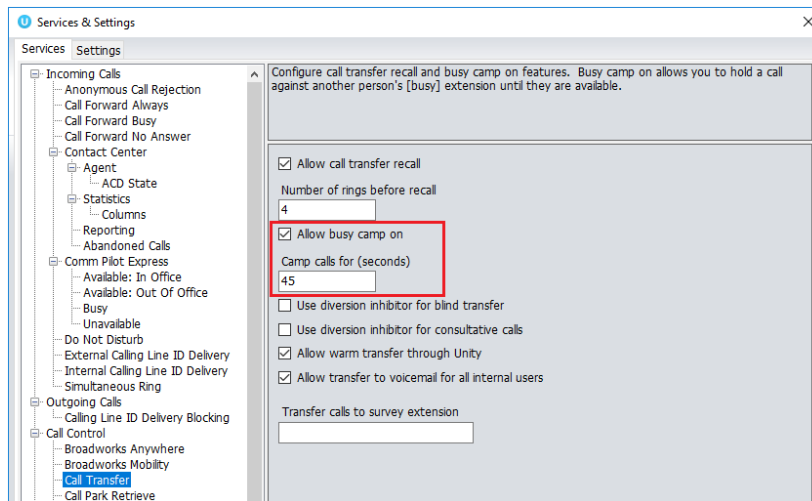 Services & Settings
Services Settings
Incoming Calls
Anonymous Call Rejection
Call Forward Always
Call Forward Busy
Call Forward No Answer
Contact Center
Agent
ACD State
Statistics
Columns
Reporting
Abandoned Calls
Comm Pilot Express
Available: In Office
Available: Out Of Office
Busy
Unavailable
Do Not Disturb
External Calling Line ID Delivery
Internal Calling Line ID Delivery
Simultaneous Ring
Outgoing Calls
Calling Line ID Delivery Blocking
Call Control
Broadworks Anywhere
Broadworks Mobility
Call Transfer
Call Park Retrieve
Configure call transfer recall and busy camp on features. Busy camp on allows you to hold a call
against another person's [busy] extension until they are available.
Allow call transfer recall
Number of rings before recall
4
Allow busy camp on
Camp calls for (seconds)
45
Use diversion inhibitor for blind transfer
Use diversion inhibitor for consultative calls
Allow warm transfer through Unity
Allow transfer to voicemail for all internal users
Transfer calls to survey extension